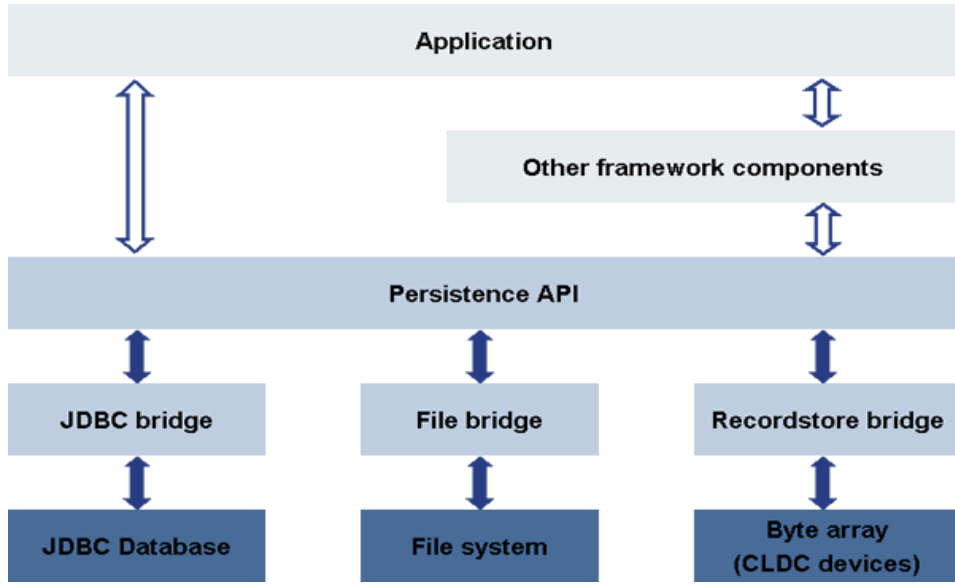 Application
Other framework components
Persistence API
JDBC bridge
File bridge
Recordstore bridge
JDBC Database
File system
Byte array
(CLDC devices)